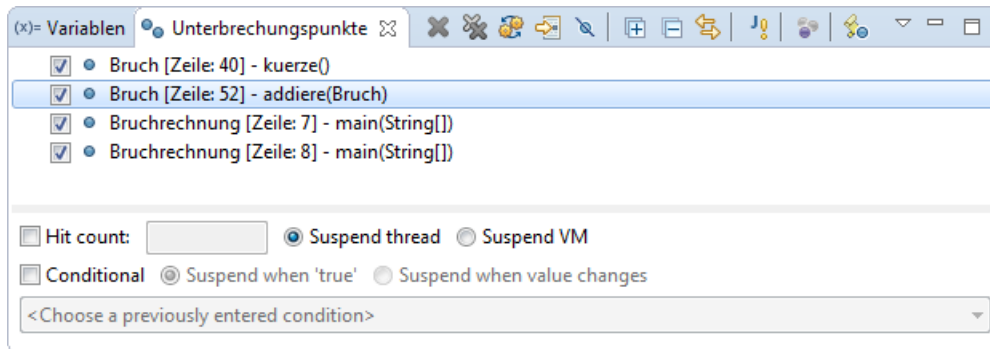 (x)= Variablen Unterbrechungspunkte
Bruch [Zeile: 40] - kuerze()
Bruch [Zeile: 52] - addiere(Bruch)
Bruchrechnung [Zeile: 7] - main(String[])
Bruchrechnung [Zeile: 8] - main(String[])
Hit count: Suspend thread Suspend VM
Conditional Suspend when 'true' Suspend when value changes
<Choose a previously entered condition>